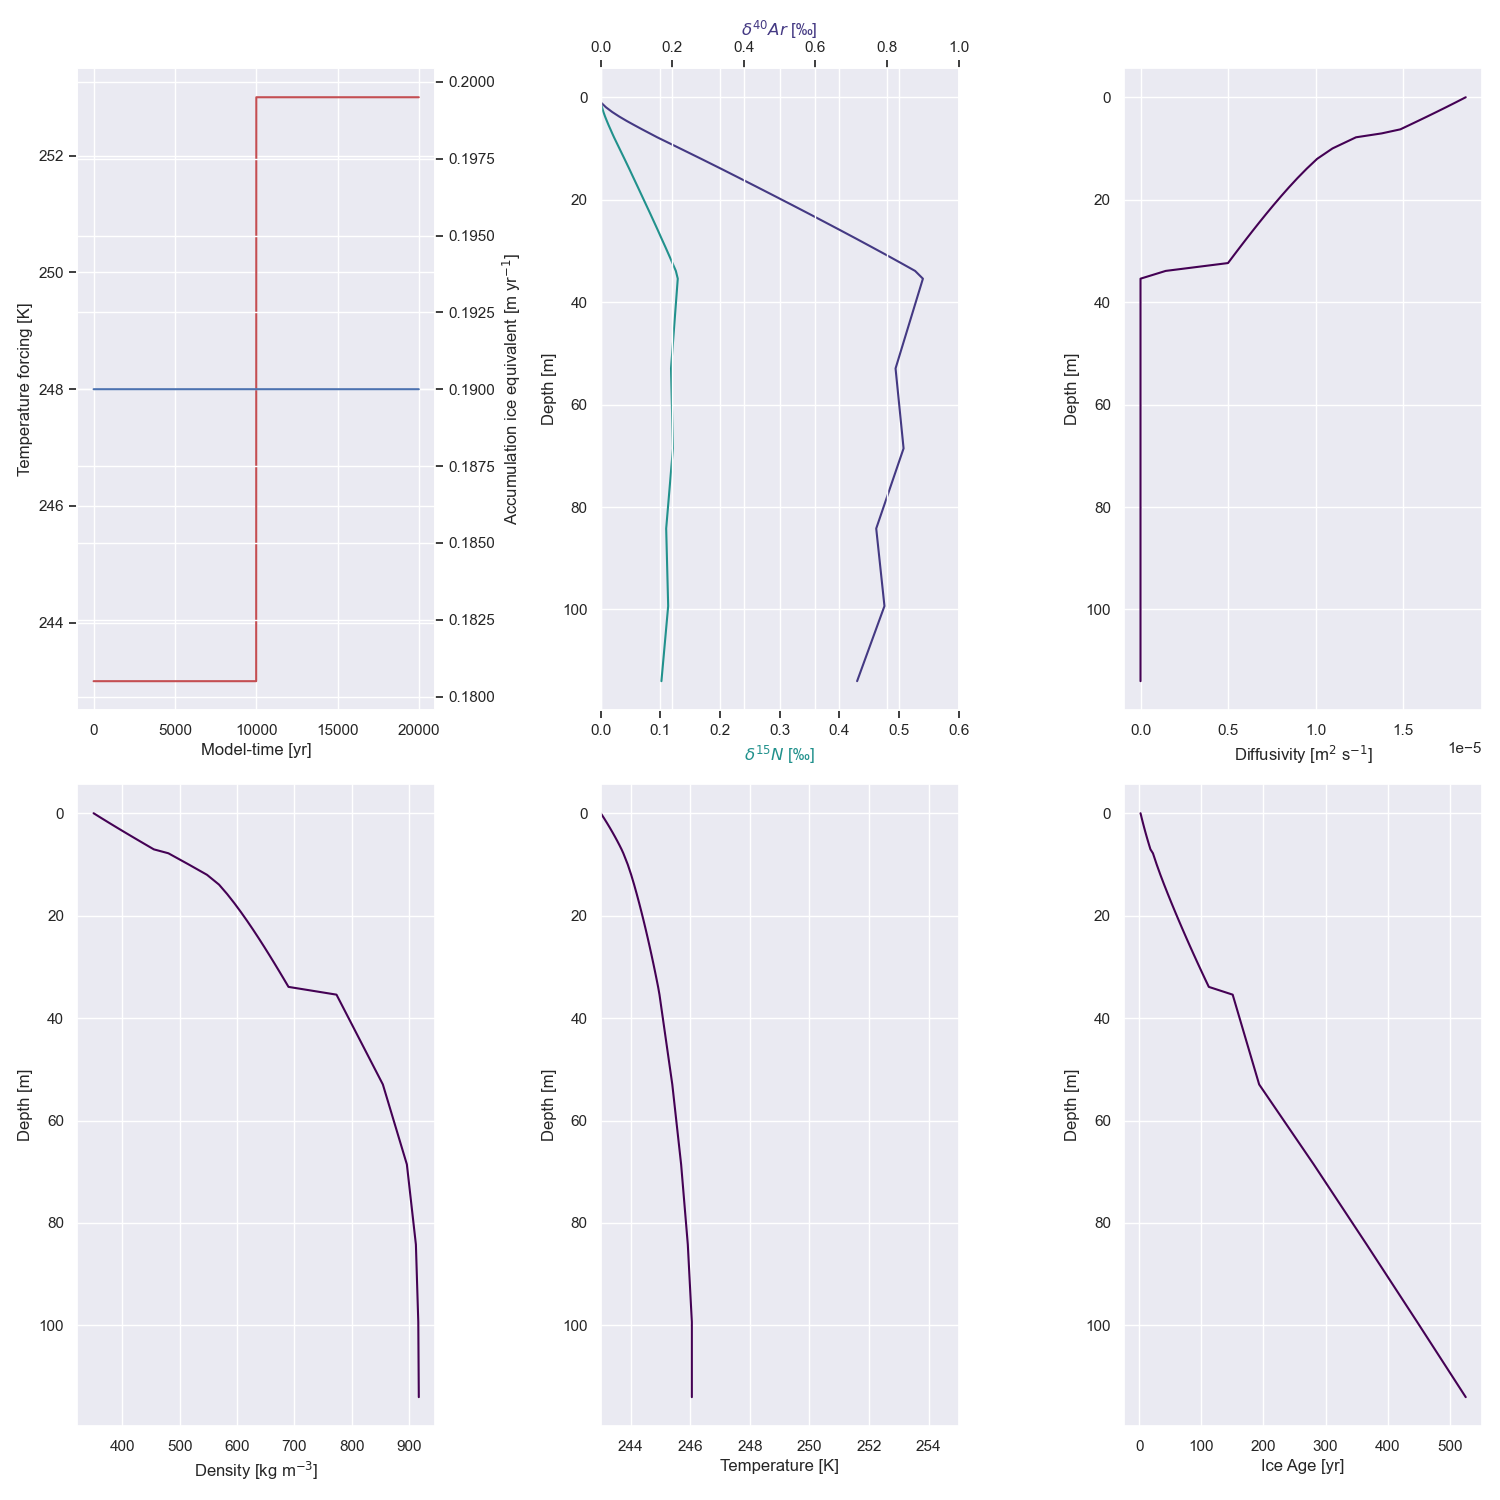 δ⁴⁰Ar [‰]
0.0 0.2 0.4 0.6 0.8 1.0
252
250
248
246
244
Temperature forcing [K]
0 5000 10000 15000 20000
Model-time [yr]
0.2000
0.1975
0.1950
0.1925
0.1900
0.1875
0.1850
0.1825
0.1800
Accumulation ice equivalent [m yr⁻¹]
0
20
40
60
80
100
Depth [m]
0.0 0.1 0.2 0.3 0.4 0.5 0.6
δ¹⁵N [‰]
0
20
40
60
80
100
Depth [m]
0.0 0.5 1.0 1.5
1e−5
Diffusivity [m² s⁻¹]
0
20
40
60
80
100
Depth [m]
400 500 600 700 800 900
Density [kg m⁻³]
0
20
40
60
80
100
Depth [m]
244 246 248 250 252 254
Temperature [K]
0
20
40
60
80
100
Depth [m]
0 100 200 300 400 500
Ice Age [yr]